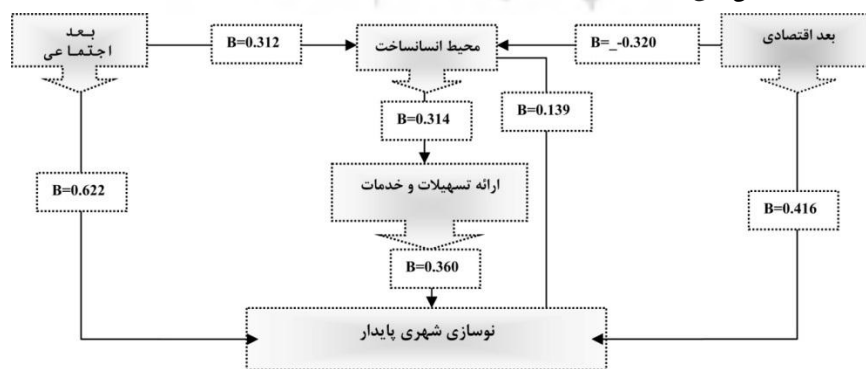 بعد
اجتماعی
B=0.312
محیط انسانساخت
B=_-0.320
بعد اقتصادی
B=0.314
B=0.139
B=0.622
ارائه تسهیلات و خدمات
B=0.416
B=0.360
نوسازی شهری پایدار